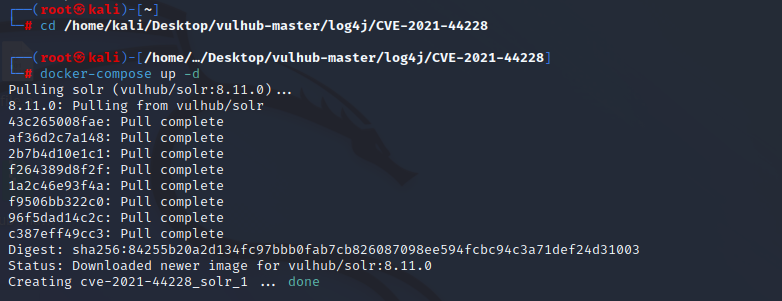 ┌──(root㉿kali)-[~]
└─# cd /home/kali/Desktop/vulhub-master/log4j/CVE-2021-44228
┌──(root㉿kali)-[/home/…/Desktop/vulhub-master/log4j/CVE-2021-44228]
└─# docker-compose up -d
Pulling solr (vulhub/solr:8.11.0)...
8.11.0: Pulling from vulhub/solr
43c265008fae: Pull complete
af36d2c7a148: Pull complete
2b7b4d10e1c1: Pull complete
f264389d8f2f: Pull complete
1a2c46e93f4a: Pull complete
f9506bb322c0: Pull complete
96f5dad14c2c: Pull complete
c387eff49cc3: Pull complete
Digest: sha256:84255b20a2d134fc97bbb0fab7cb826087098ee594fcbc94c3a71def24d31003
Status: Downloaded newer image for vulhub/solr:8.11.0
Creating cve-2021-44228_solr_1 ... done